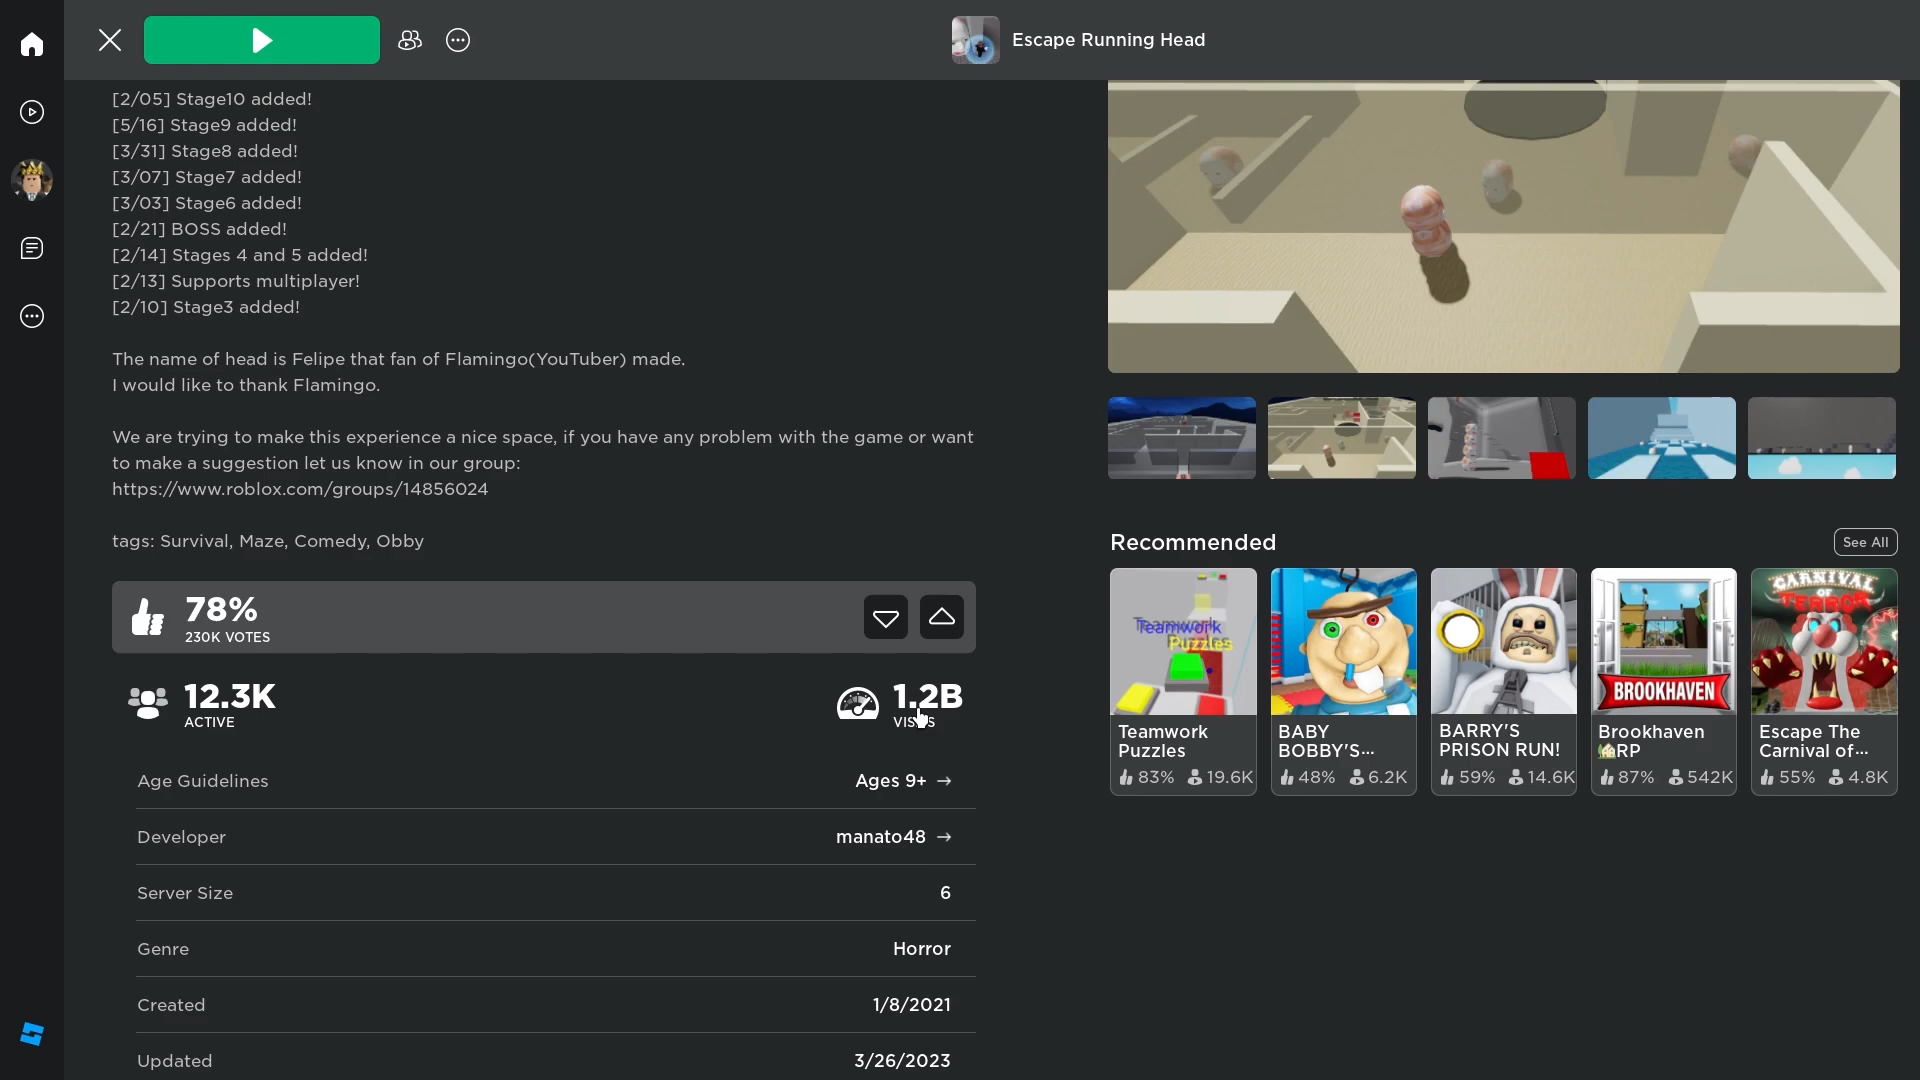 Escape Running Head
[2/05] Stage10 added!
[5/16] Stage9 added!
[3/31] Stage8 added!
[3/07] Stage7 added!
[3/03] Stage6 added!
[2/21] BOSS added!
[2/14] Stages 4 and 5 added!
[2/13] Supports multiplayer!
[2/10] Stage3 added!
The name of head is Felipe that fan of Flamingo(YouTuber) made.
I would like to thank Flamingo.
We are trying to make this experience a nice space, if you have any problem with the game or want
to make a suggestion let us know in our group:
https://www.roblox.com/groups/14856024
tags: Survival, Maze, Comedy, Obby
78%
230K VOTES
12.3K
ACTIVE
1.2B
VISITS
Age Guidelines
Ages 9+ →
Developer
manato48 →
Server Size
6
Genre
Horror
Created
1/8/2021
Updated
3/26/2023
Recommended
See All
Teamwork
Puzzles
Teamwork
Puzzles
83% 19.6K
BABY
BOBBY'S...
48% 6.2K
BARRY'S
PRISON RUN!
59% 14.6K
BROOKHAVEN
Brookhaven
🏡RP
87% 542K
CARNIVAL
OF
TERROR
Escape The
Carnival of...
55% 4.8K